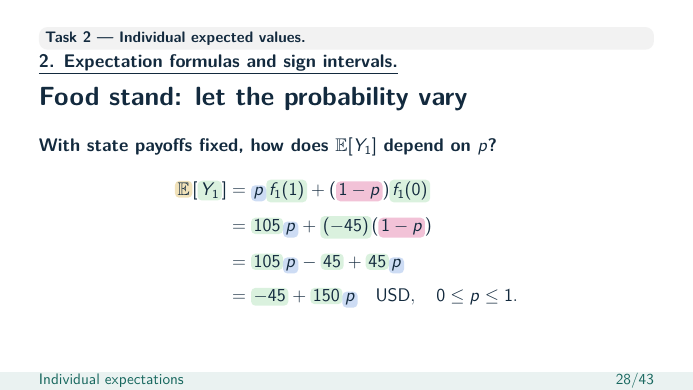 Task 2 — Individual expected values.
2. Expectation formulas and sign intervals.
Food stand: let the probability vary
With state payoffs fixed, how does 𝔼[Y₁] depend on p?
𝔼[Y₁] = p f₁(1) + (1 − p) f₁(0)
= 105 p + (−45)(1 − p)
= 105 p − 45 + 45 p
= −45 + 150 p USD, 0 ≤ p ≤ 1.
Individual expectations 28/43